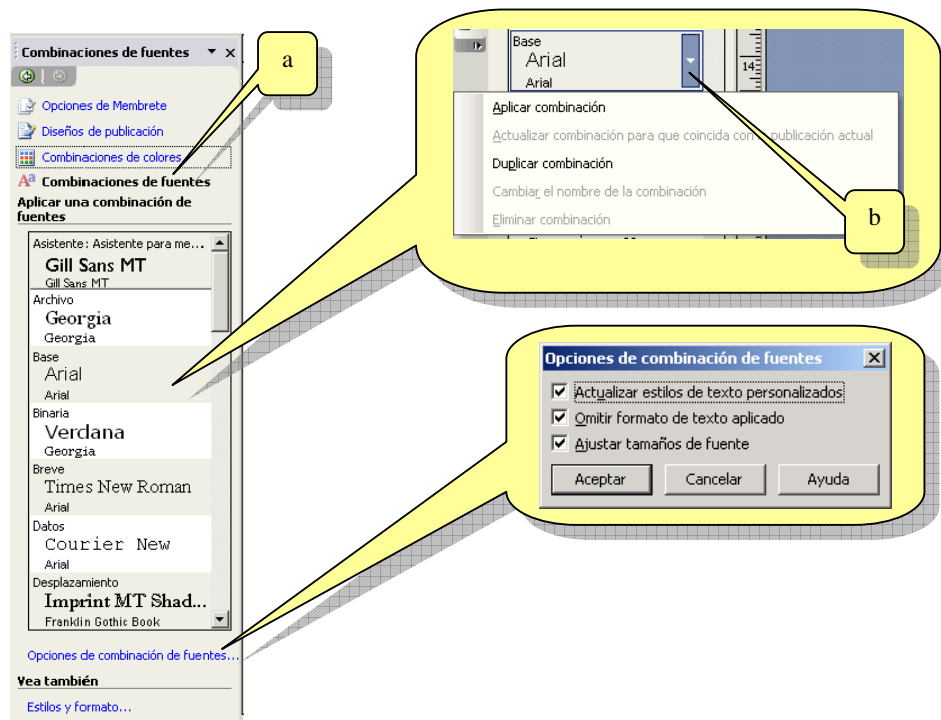 Combinaciones de fuentes
Opciones de Membrete
Diseños de publicación
Combinaciones de colores
Aª Combinaciones de fuentes
Aplicar una combinación de
fuentes
Asistente: Asistente para me...
Gill Sans MT
Gill Sans MT
Archivo
Georgia
Georgia
Base
Arial
Arial
Binaria
Verdana
Georgia
Breve
Times New Roman
Arial
Datos
Courier New
Arial
Desplazamiento
Imprint MT Shad...
Franklin Gothic Book
Opciones de combinación de fuentes...
Vea también
Estilos y formato...
a
Base
Arial
Arial
14
Aplicar combinación
Actualizar combinación para que coincida con publicación actual
Duplicar combinación
Cambiar el nombre de la combinación
Eliminar combinación
b
Opciones de combinación de fuentes
Actualizar estilos de texto personalizados
Omitir formato de texto aplicado
Ajustar tamaños de fuente
Aceptar
Cancelar
Ayuda